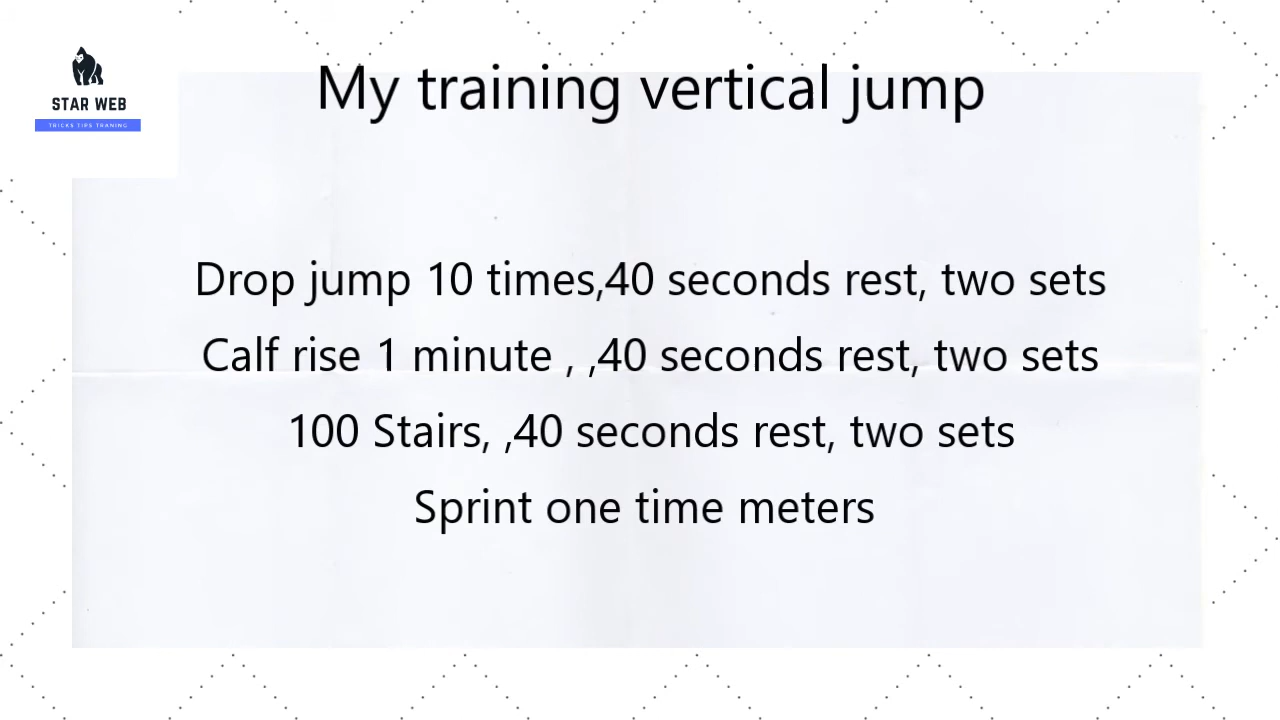 STAR WEB
TRICKS TIPS TRANING
My training vertical jump
Drop jump 10 times,40 seconds rest, two sets
Calf rise 1 minute , ,40 seconds rest, two sets
100 Stairs, ,40 seconds rest, two sets
Sprint one time meters